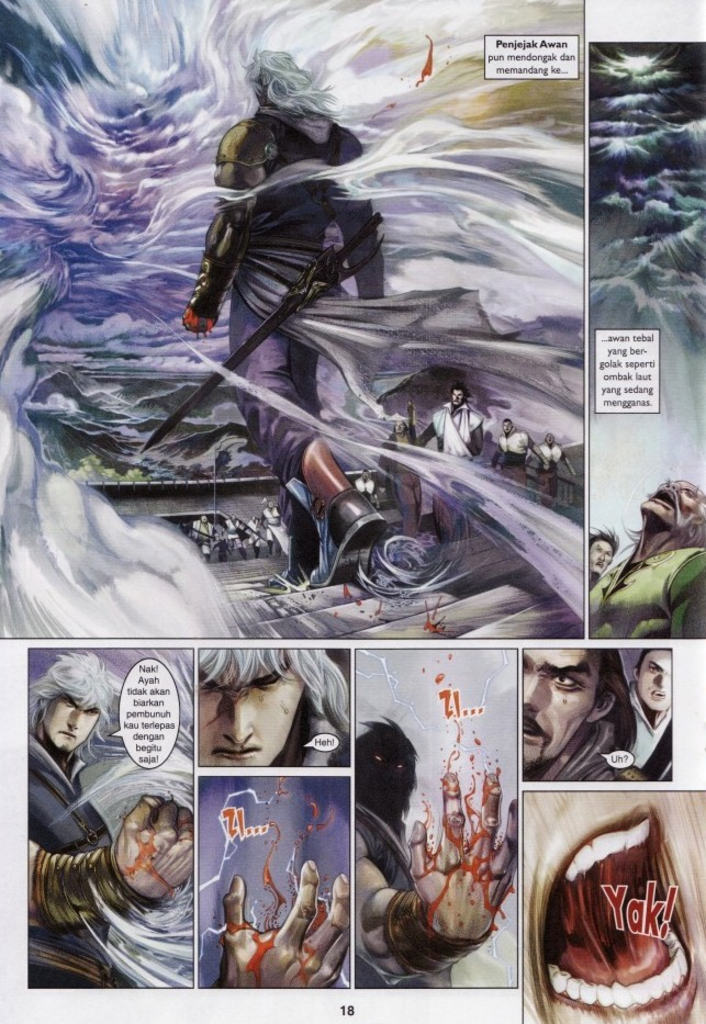 Penjejak Awan
pun mendongak dan
memandang ke...
...awan tebal
yang ber-
golak seperti
ombak laut
yang sedang
mengganas.
Nak!
Ayah
tidak akan
biarkan
pembunuh
kau terlepas
dengan
begitu
saja!
Heh!
ZI...
ZI...
Uh?
Yak!
18